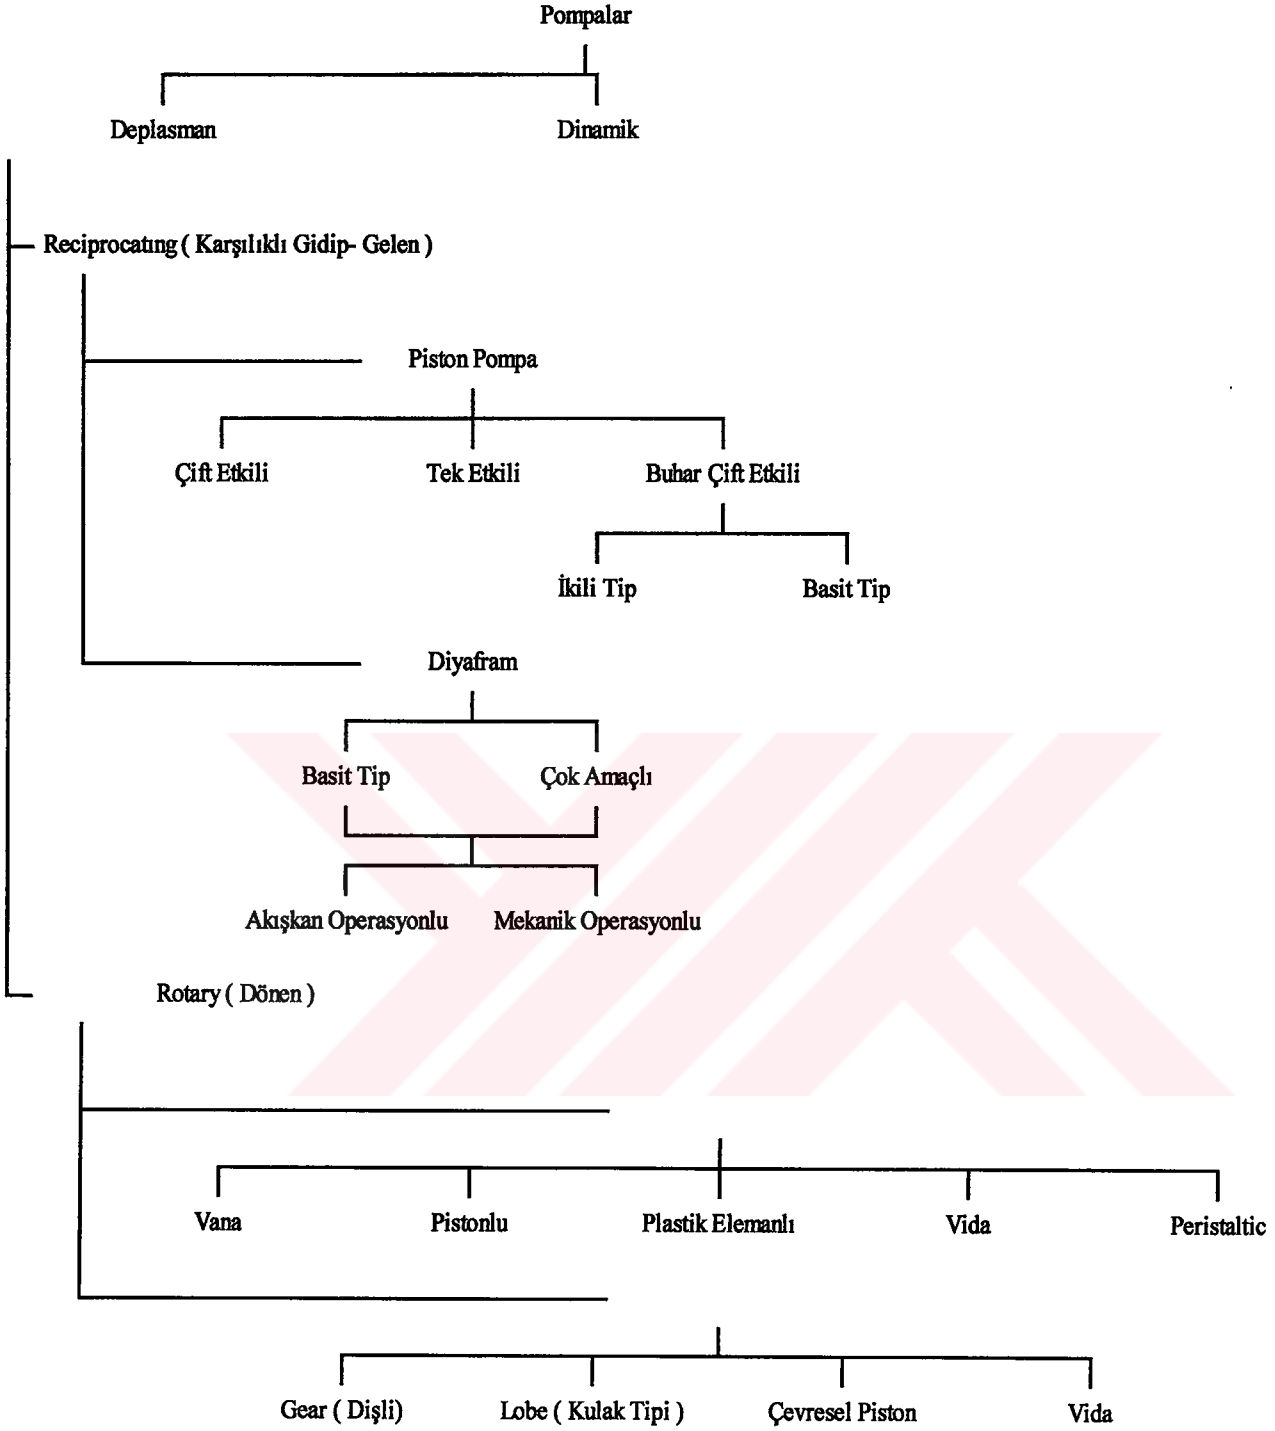 Pompalar
Deplasman Dinamik
Reciprocatıng ( Karşılıklı Gidip- Gelen )
Piston Pompa
Çift Etkili Tek Etkili Buhar Çift Etkili
İkili Tip Basit Tip
Diyafram
Basit Tip Çok Amaçlı
Akışkan Operasyonlu Mekanik Operasyonlu
Rotary ( Dönen )
Vana Pistonlu Plastik Elemanlı Vida Peristaltic
Gear ( Dişli) Lobe ( Kulak Tipi ) Çevresel Piston Vida